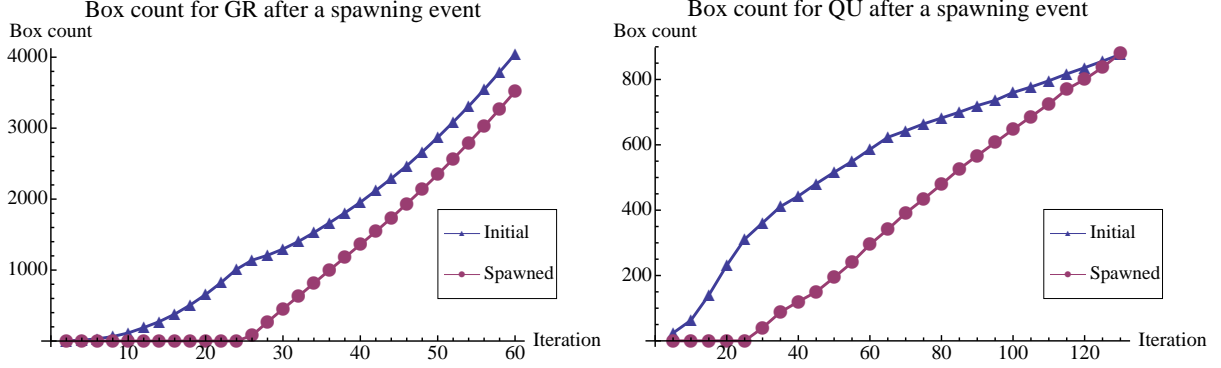 Box count for GR after a spawning event
Box count
4000
3000
2000
1000
10 20 30 40 50 60
Iteration
Initial
Spawned
Box count for QU after a spawning event
Box count
800
600
400
200
20 40 60 80 100 120
Iteration
Initial
Spawned